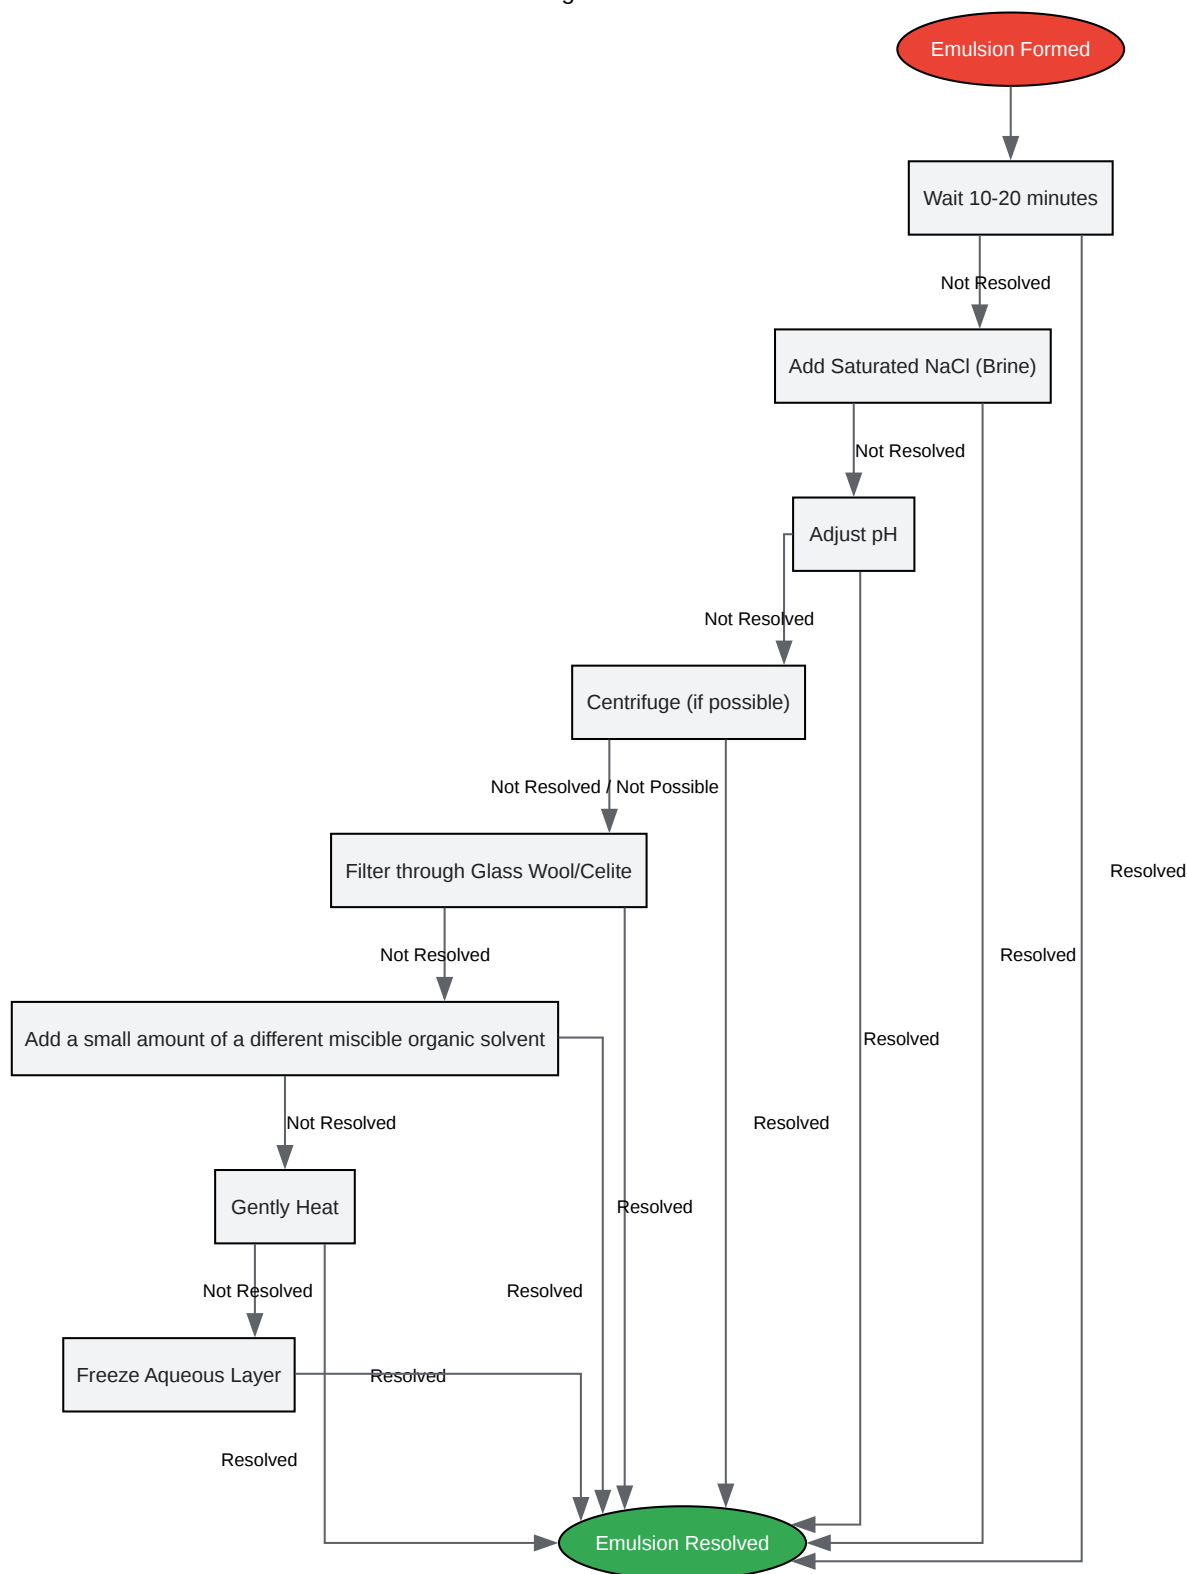 Emulsion Formed
Wait 10-20 minutes
Not Resolved
Add Saturated NaCl (Brine)
Not Resolved
Adjust pH
Not Resolved
Centrifuge (if possible)
Not Resolved / Not Possible
Filter through Glass Wool/Celite
Resolved
Not Resolved
Resolved
Add a small amount of a different miscible organic solvent
Resolved
Not Resolved
Resolved
Gently Heat
Resolved
Not Resolved
Resolved
Freeze Aqueous Layer
Resolved
Resolved
Emulsion Resolved